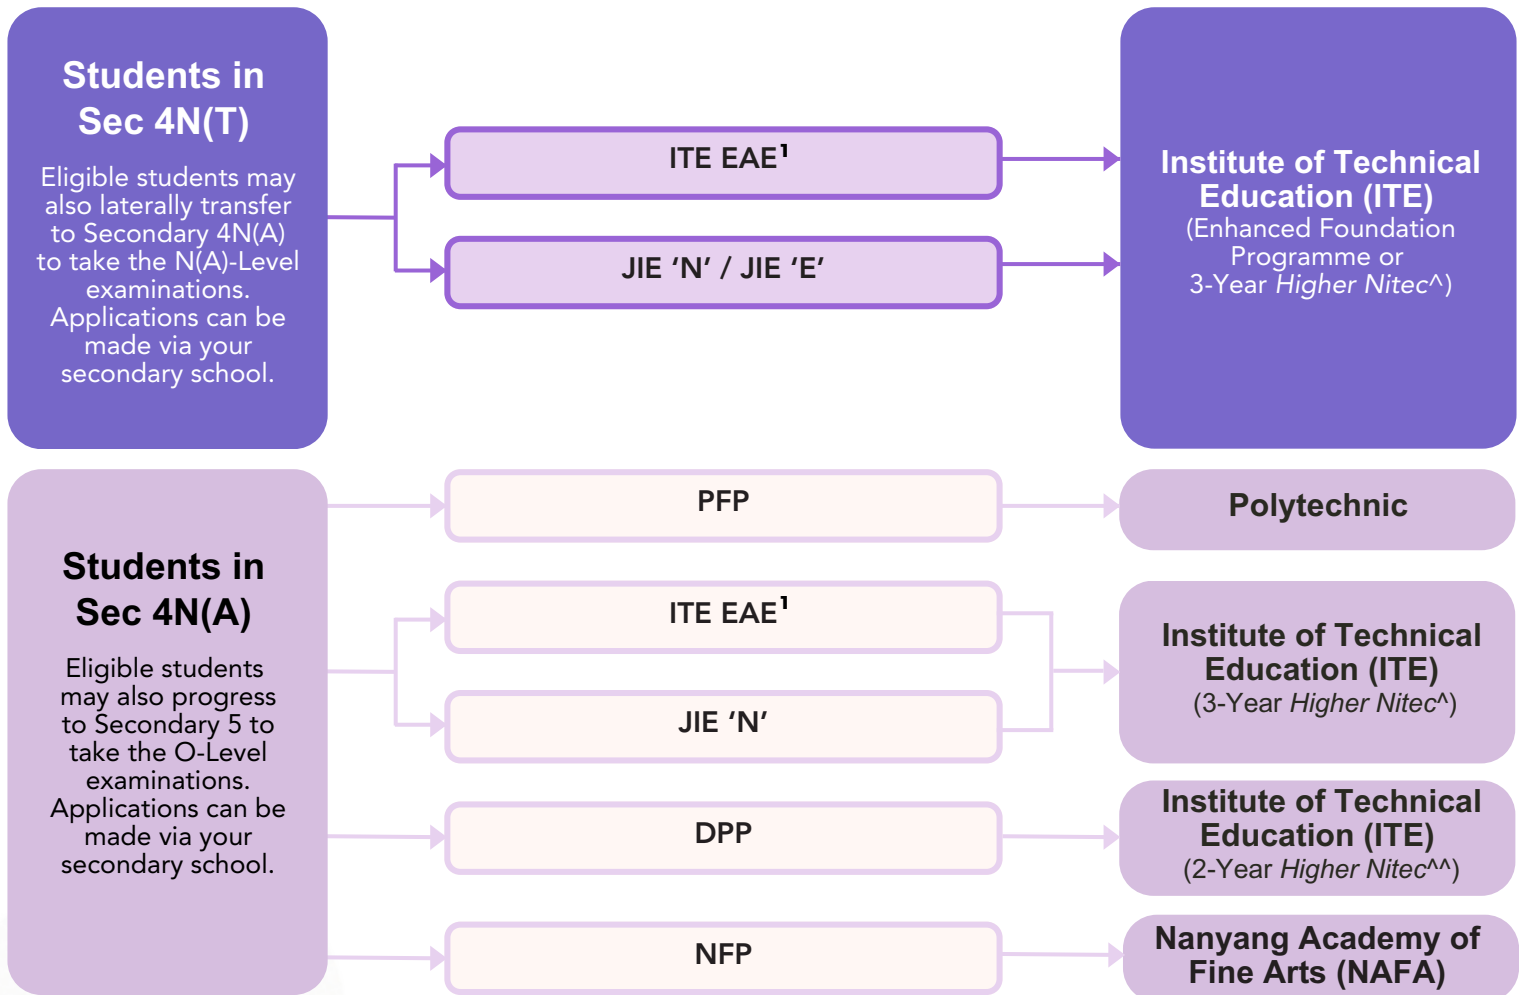 Students in
Sec 4N(T)
Eligible students may
also laterally transfer
to Secondary 4N(A)
to take the N(A)-Level
examinations.
Applications can be
made via your
secondary school.
ITE EAE¹
JIE ‘N’ / JIE ‘E’
Institute of Technical
Education (ITE)
(Enhanced Foundation
Programme or
3-Year Higher Nitec^)
Students in
Sec 4N(A)
Eligible students
may also progress
to Secondary 5 to
take the O-Level
examinations.
Applications can be
made via your
secondary school.
PFP
Polytechnic
ITE EAE¹
JIE ‘N’
Institute of Technical
Education (ITE)
(3-Year Higher Nitec^)
DPP
Institute of Technical
Education (ITE)
(2-Year Higher Nitec^^)
NFP
Nanyang Academy of
Fine Arts (NAFA)